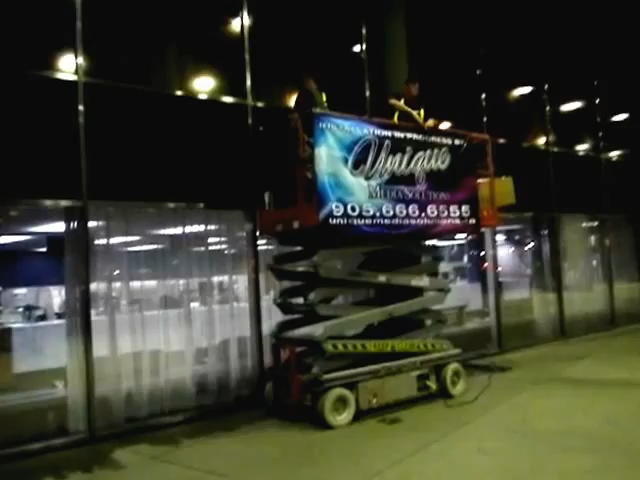 INSTALLATION IN PROGRESS BY
Unique
MEDIA SOLUTIONS
905.666.6555
uniquemediasolutions.ca